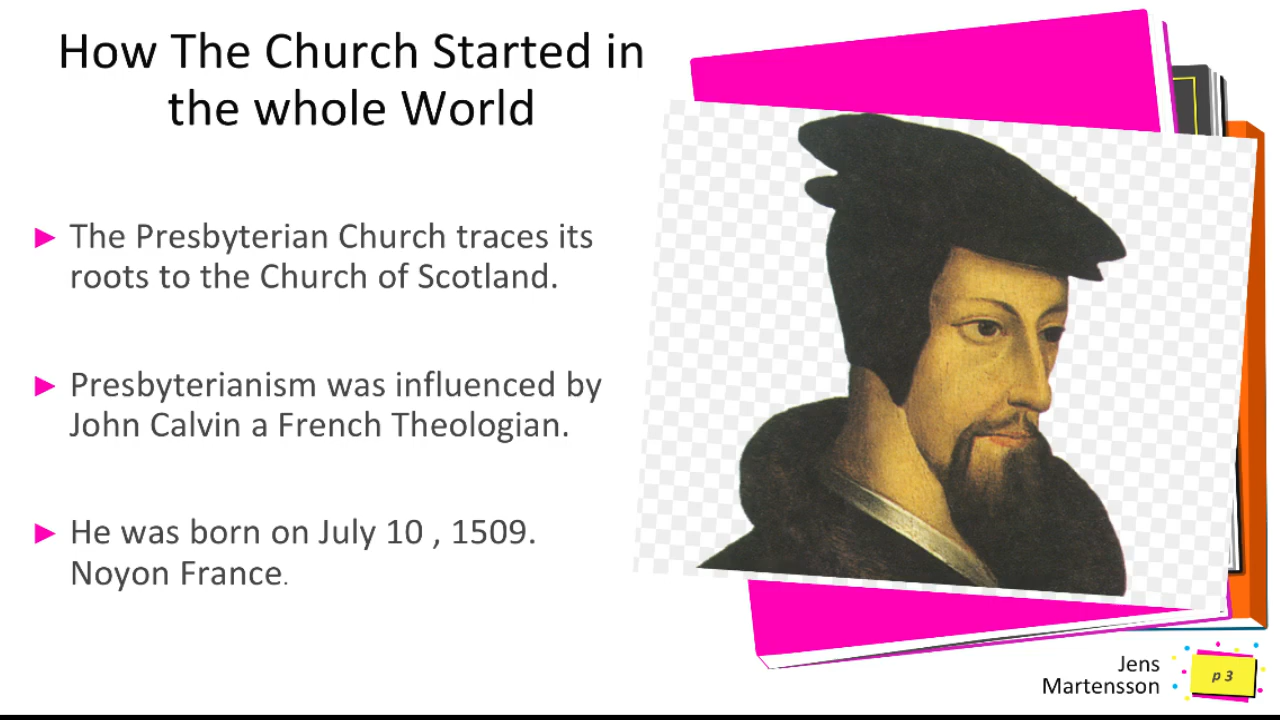 How The Church Started in
the whole World
► The Presbyterian Church traces its
roots to the Church of Scotland.
► Presbyterianism was influenced by
John Calvin a French Theologian.
► He was born on July 10 , 1509.
Noyon France.
Jens
Martensson
p 3